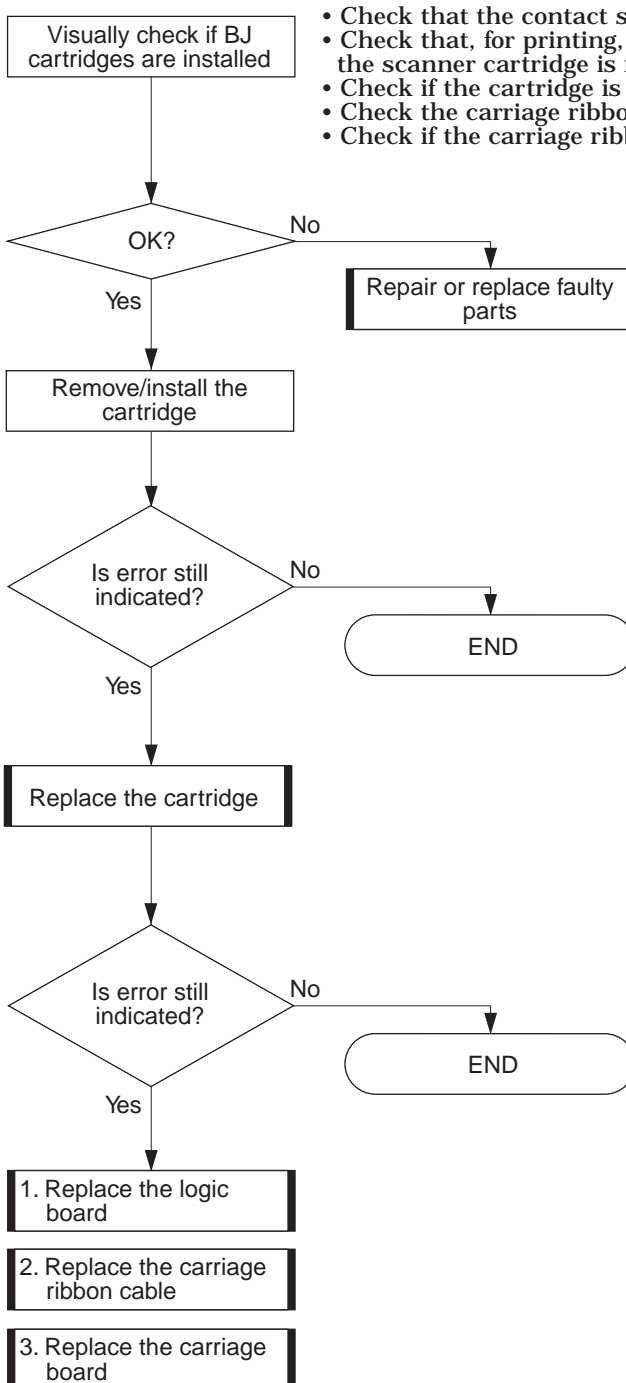 Visually check if BJ
cartridges are installed
• Check that the contact
• Check that, for printing,
the scanner cartridge is
• Check if the cartridge is
• Check the carriage
• Check if the carriage
OK?
No
Yes
Repair or replace faulty
parts
Remove/install the
cartridge
Is error still
indicated?
No
END
Yes
Replace the cartridge
Is error still
indicated?
No
END
Yes
1. Replace the logic
board
2. Replace the carriage
ribbon cable
3. Replace the carriage
board